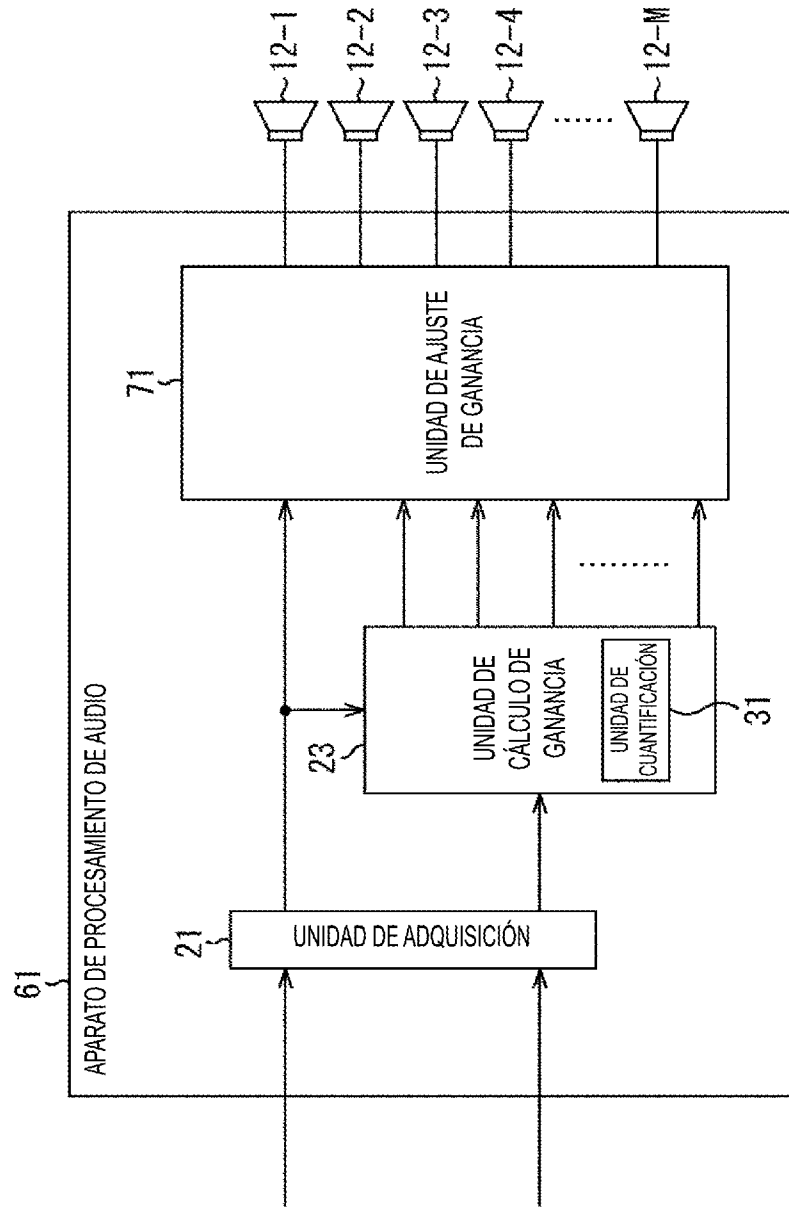 61
APARATO DE PROCESAMIENTO DE AUDIO
21
UNIDAD DE ADQUISICIÓN
23
UNIDAD DE
CÁLCULO DE
GANANCIA
UNIDAD DE
CUANTIFICACIÓN
31
71
UNIDAD DE AJUSTE
DE GANANCIA
12-1
12-2
12-3
12-4
12-M